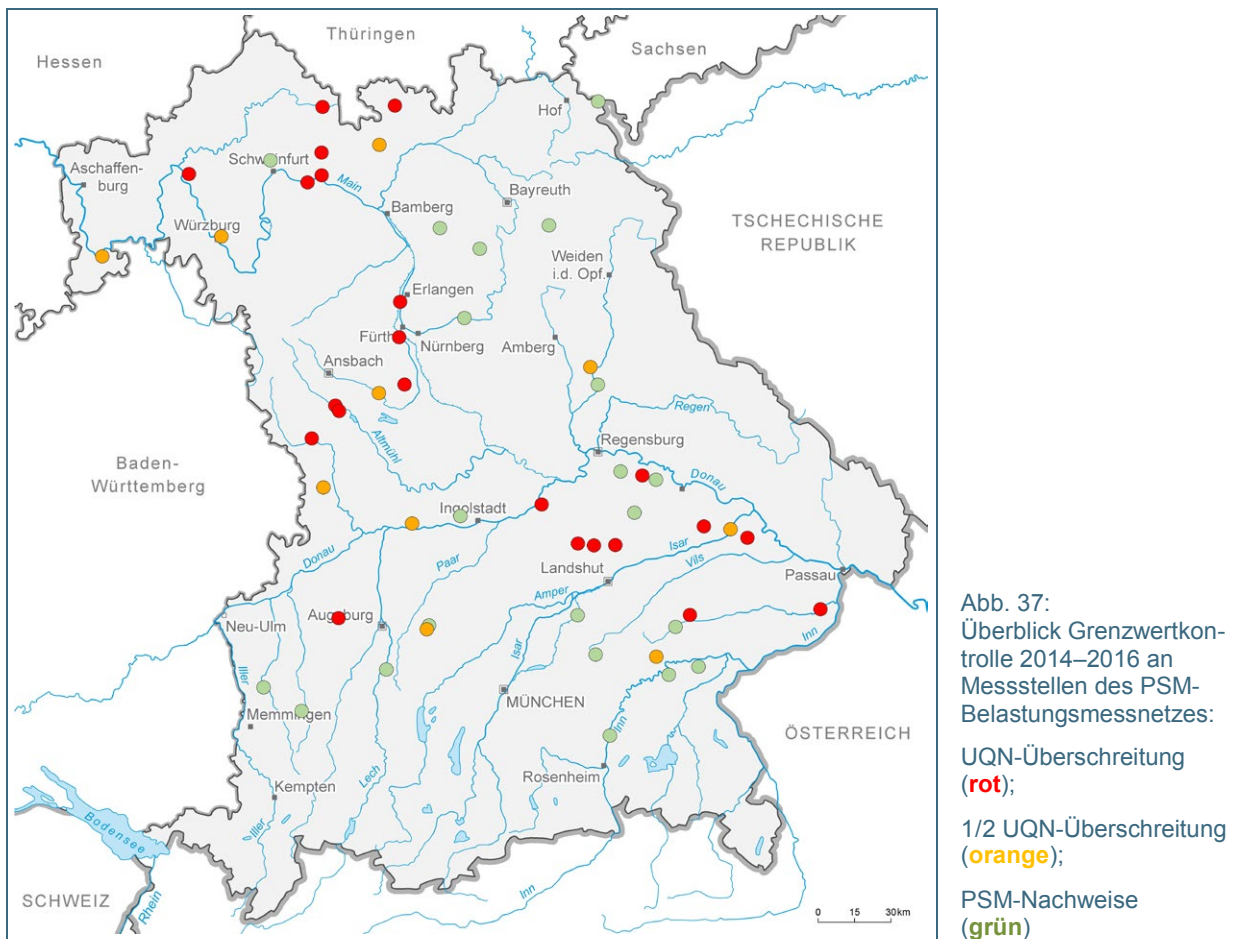 Thüringen
Sachsen
Hessen
Hof
Aschaffen-
burg
Schweinfurt
Main
Bayreuth
Bamberg
Würzburg
TSCHECHISCHE
REPUBLIK
Weiden
i.d. Opf.
Erlangen
Fürth
Nürnberg
Amberg
Ansbach
Regen
Altmühl
Regensburg
Baden-
Württemberg
Donau
Ingolstadt
Donau
Paar
Isar
Vils
Landshut
Passau
Amper
Augsburg
Neu-Ulm
Isar
Inn
Iller
MÜNCHEN
Memmingen
Inn
ÖSTERREICH
Rosenheim
Lech
Kempten
Iller
Bodensee
SCHWEIZ
Rhein
Inn
0 15 30km
Abb. 37:
Überblick Grenzwertkon-
trolle 2014–2016 an
Messstellen des PSM-
Belastungsmessnetzes:
UQN-Überschreitung
(rot);
1/2 UQN-Überschreitung
(orange);
PSM-Nachweise
(grün)